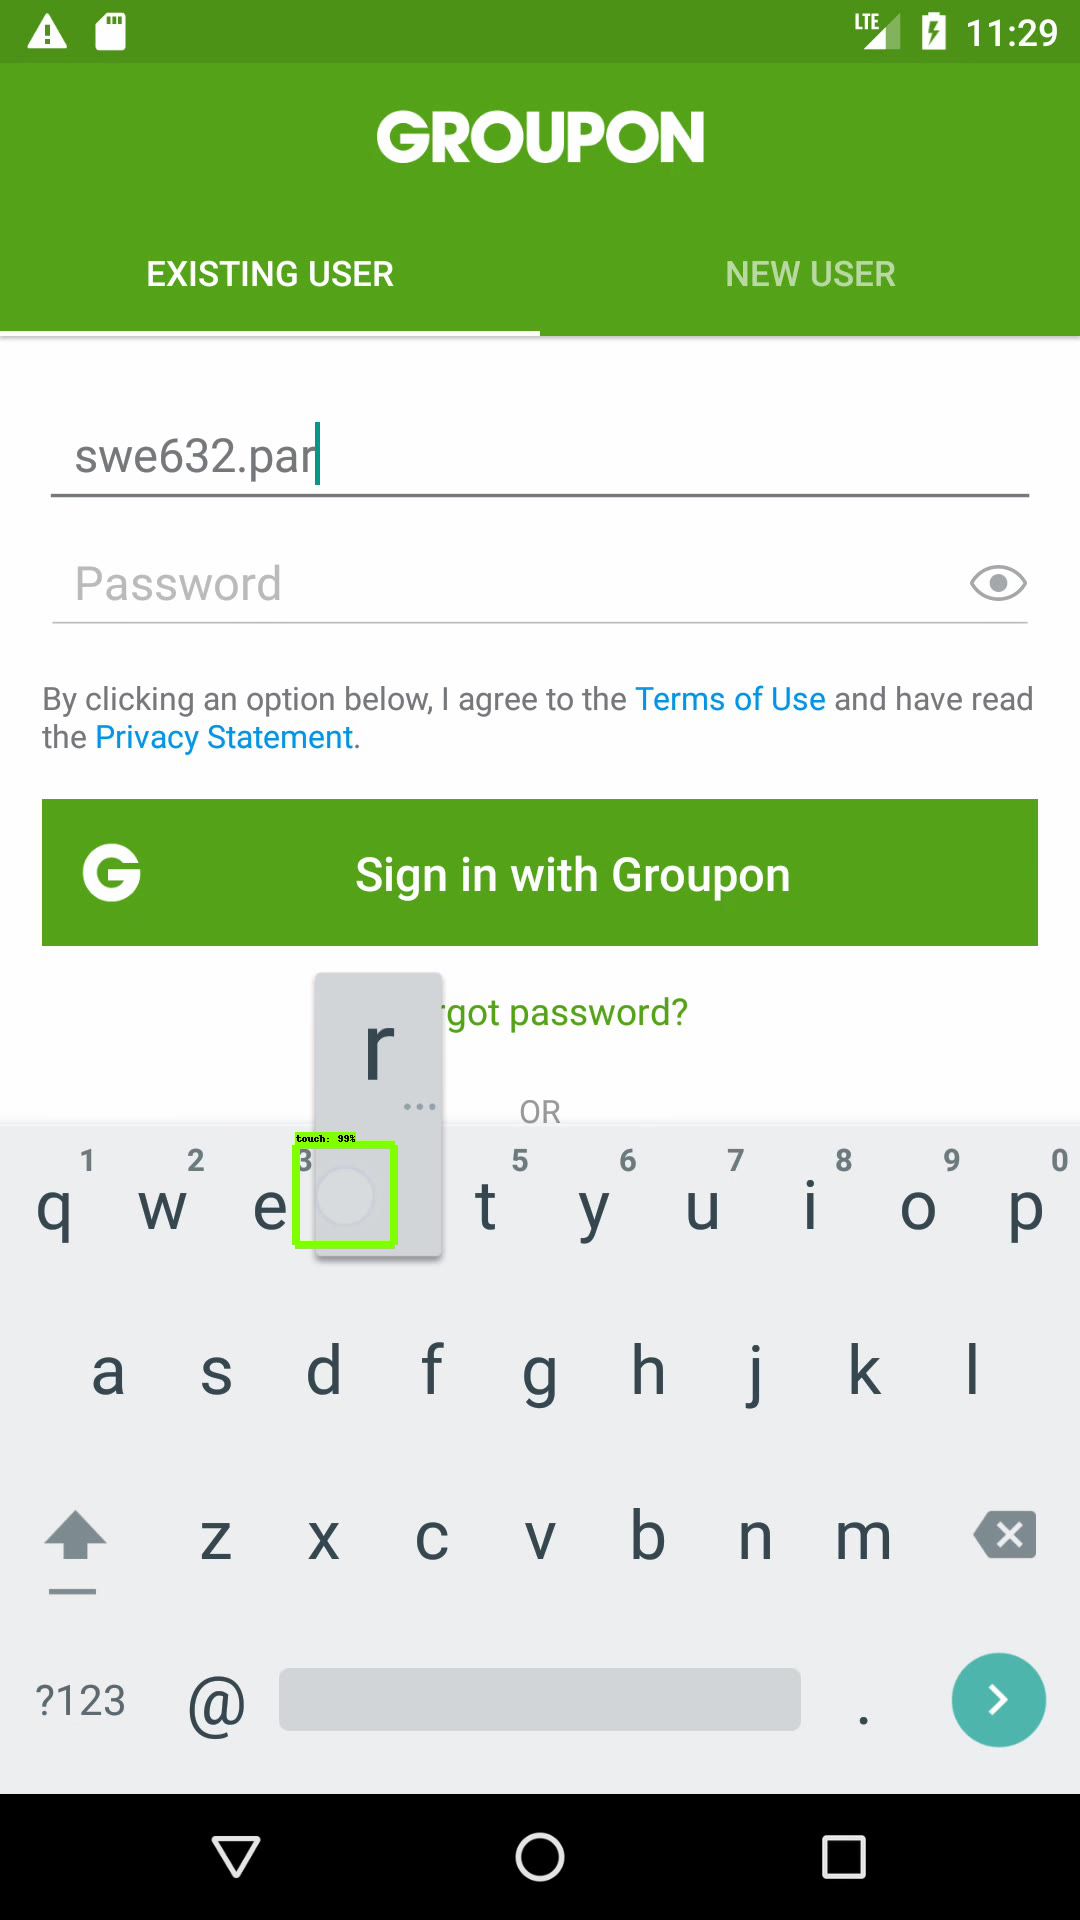 LTE 11:29
GROUPON
EXISTING USER NEW USER
swe632.par
Password
By clicking an option below, I agree to the Terms of Use and have read
the Privacy Statement.
G Sign in with Groupon
r
rgot password?
...
OR
touch: 99%
1 2 3 5 6 7 8 9 0
q w e t y u i o p
a s d f g h j k l
z x c v b n m
?123 @ .